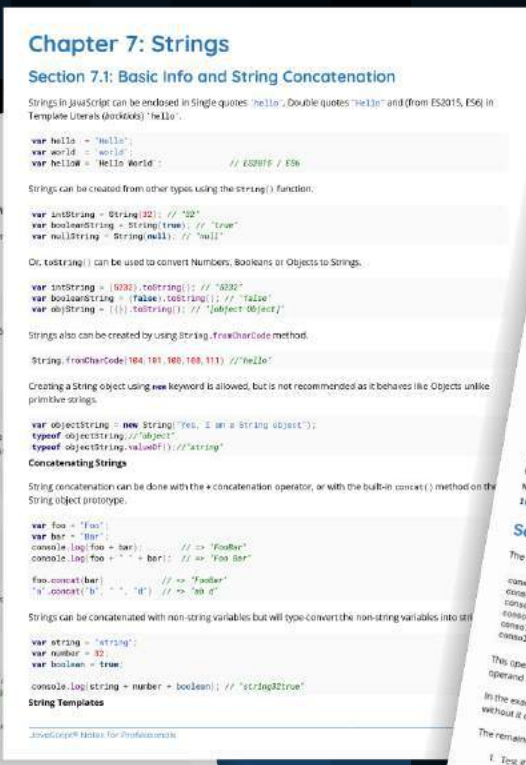 Chapter 7: Strings
Section 7.1: Basic Info and String Concatenation
Strings in JavaScript can be enclosed in Single quotes 'hello', Double quotes "Hello" and (from ES2015, ES6) in
Template Literals (backticks) `hello`.
var hello = "Hello";
var world = 'world';
var helloW = `Hello World`; // ES2015 / ES6
Strings can be created from other types using the String() function.
var intString = String(32); // "32"
var booleanString = String(true); // "true"
var nullString = String(null); // "null"
Or, toString() can be used to convert Numbers, Booleans or Objects to Strings.
var intString = (5232).toString(); // "5232"
var booleanString = (false).toString(); // "false"
var objString = ({}).toString(); // "[object Object]"
Strings also can be created by using String.fromCharCode method.
String.fromCharCode(104,101,108,108,111) //"hello"
Creating a String object using new keyword is allowed, but is not recommended as it behaves like Objects unlike
primitive strings.
var objectString = new String("Yes, I am a String object");
typeof objectString;//"object"
typeof objectString.valueOf();//"string"
Concatenating Strings
String concatenation can be done with the + concatenation operator, or with the built-in concat() method on the
String object prototype.
var foo = "Foo";
var bar = "Bar";
console.log(foo + bar); // => "FooBar"
console.log(foo + " " + bar); // => "Foo Bar"
foo.concat(bar) // => "FooBar"
"a".concat("b", " ", "d") // => "ab d"
Strings can be concatenated with non-string variables but will type-convert the non-string variables into stri
var string = "string";
var number = 32;
var boolean = true;
console.log(string + number + boolean); // "string32true"
String Templates
JavaScript® Notes for Professionals
The
This ope
operand
In the exa
without it
The remain
1. Test if